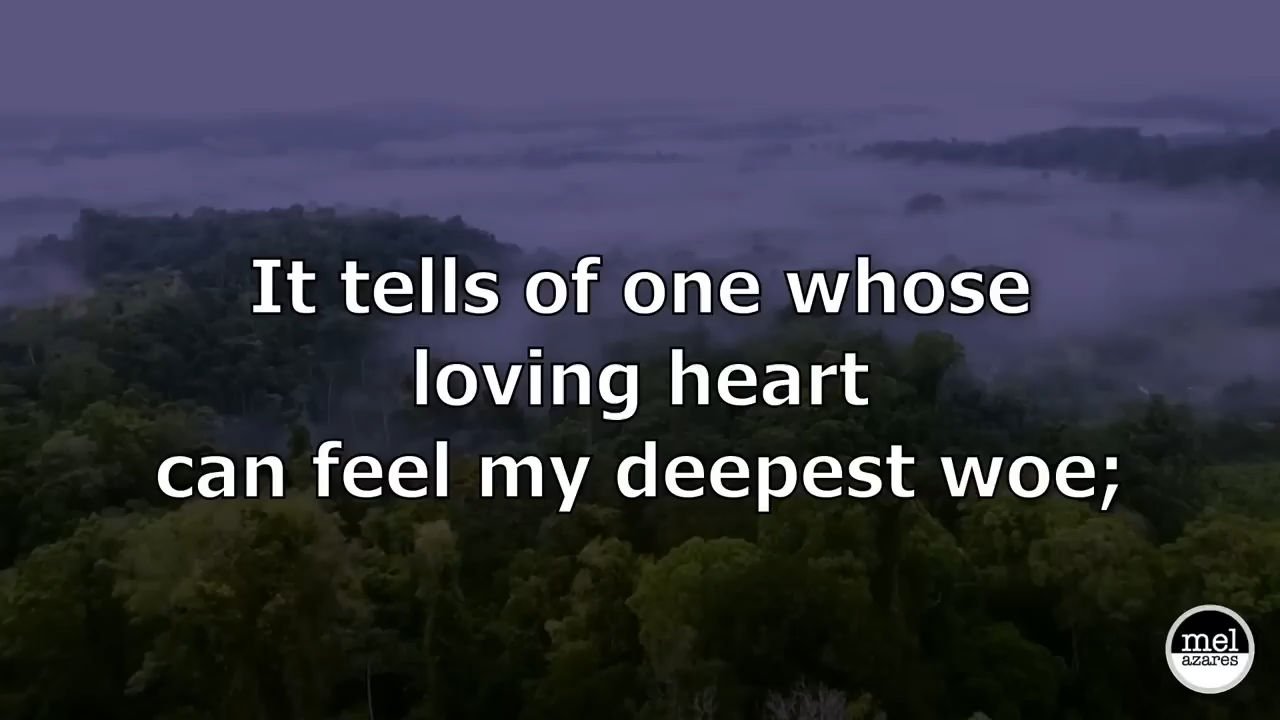 It tells of one whose
loving heart
can feel my deepest woe;
mel
azares